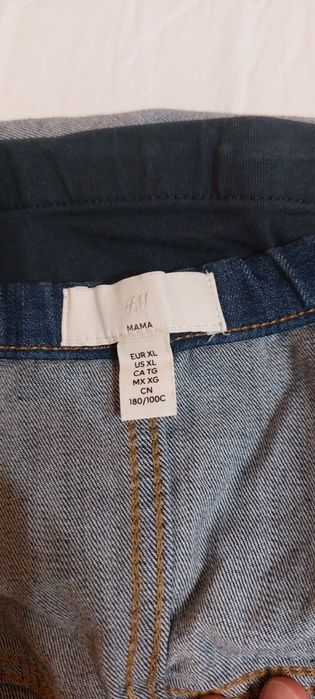 H&M
MAMA
EUR XL
US XL
CA TG
MX XG
CN
180/100C